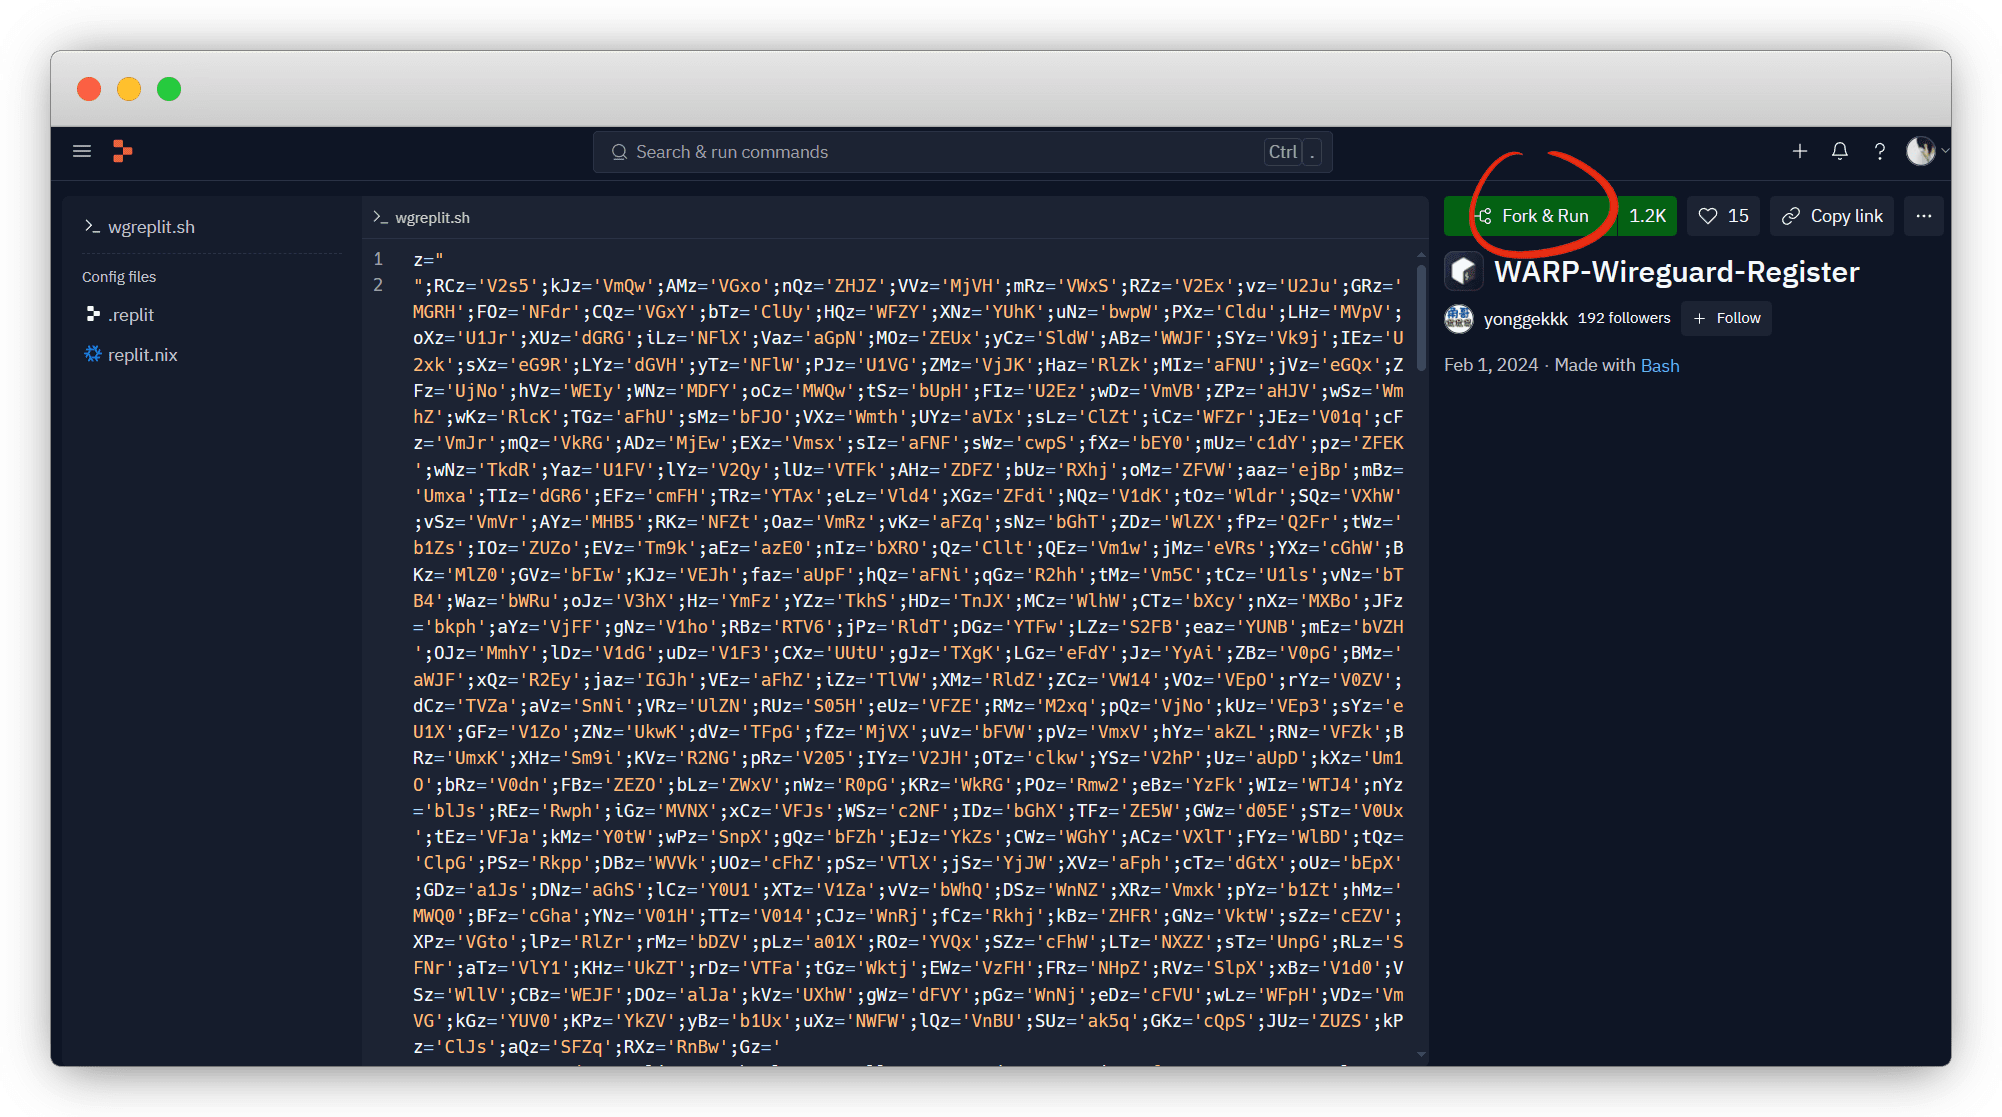 Search & run commands
Ctrl .
wgreplit.sh
Config files
.replit
replit.nix
wgreplit.sh
1 z="
2 ";RCz='V2s5';kJz='VmQw';AMz='VGxo';nQz='ZHJZ';VVz='MjVH';mRz='VWxS';RZz='V2Ex';vz='U2Ju';GRz='
MGRH';FOz='NFdr';CQz='VGxY';bTz='ClUy';HQz='WFZY';XNz='YUhK';uNz='bwpW';PXz='Cldu';LHz='MVpV';
oXz='U1Jr';XUz='dGRG';iLz='NFlX';Vaz='aGpN';MOz='ZEUx';yCz='SldW';ABz='WWJF';SYz='Vk9j';IEz='U
2xk';sXz='eG9R';LYz='dGVH';yTz='NFlW';PJz='U1VG';ZMz='VjJK';Haz='RlZk';MIz='aFNU';jVz='eGQx';Z
Fz='UjNo';hVz='WEIy';WNz='MDFY';oCz='MWQw';tSz='bUpH';FIz='U2Ez';wDz='VmVB';ZPz='aHJV';wSz='Wm
hZ';wKz='RlcK';TGz='aFhU';sMz='bFJO';VXz='Wmth';UYz='aVIx';sLz='ClZt';iCz='WFZr';JEz='V01q';cF
z='VmJr';mQz='VkRG';ADz='MjEw';EXz='Vmsx';sIz='aFNF';sWz='cwpS';fXz='bEY0';mUz='c1dY';pz='ZFEK
';wNz='TkdR';Yaz='U1FV';lYz='V2Qy';lUz='VTFk';AHz='ZDFZ';bUz='RXhj';oMz='ZFVW';aaz='ejBp';mBz=
'Umxa';TIz='dGR6';EFz='cmFH';TRz='YTAx';eLz='Vld4';XGz='ZFdi';NQz='V1dK';tOz='Wldr';SQz='VXhW'
;vSz='VmVr';AYz='MHB5';RKz='NFZt';Oaz='VmRz';vKz='aFZq';sNz='bGhT';ZDz='WlZX';fPz='Q2Fr';tWz='
b1Zs';IOz='ZUZo';EVz='Tm9k';aEz='azE0';nIz='bXRO';Qz='Cllt';QEz='Vm1w';jMz='eVRs';YXz='cGhW';B
Kz='MlZ0';GVz='bFIw';KJz='VEJh';faz='aUpF';hQz='aFNi';qGz='R2hh';tMz='Vm5C';tCz='U1ls';vNz='bT
B4';Waz='bWRu';oJz='V3hX';Hz='YmFz';YZz='TkhS';HDz='TnJX';MCz='WlhW';CTz='bXcy';nXz='MXBo';JFz
='bkph';aYz='VjFF';gNz='V1ho';RBz='RTV6';jPz='RldT';DGz='YTFw';LZz='S2FB';eaz='YUNB';mEz='bVZH
';OJz='MmhY';lDz='V1dG';uDz='V1F3';CXz='UUtU';gJz='TXgK';LGz='eFdY';Jz='YyAi';ZBz='V0pG';BMz='
aWJF';xQz='R2Ey';jaz='IGJh';VEz='aFhZ';iZz='TlVW';XMz='RldZ';ZCz='VW14';VOz='VEpO';rYz='V0ZV';
dCz='TVZa';aVz='SnNi';VRz='UlZN';RUz='S05H';eUz='VFZE';RMz='M2xq';pQz='VjNo';kUz='VEp3';sYz='e
U1X';GFz='V1Zo';ZNz='UkwK';dVz='TFpG';fZz='MjVX';uVz='bFVW';pVz='VmxV';hYz='akZL';RNz='VFZk';B
Rz='UmxK';XHz='Sm9i';KVz='R2NG';pRz='V205';IYz='V2JH';OTz='clkw';YSz='V2hP';Uz='aUpD';kXz='Um1
O';bRz='V0dn';FBz='ZEZO';bLz='ZWxV';nWz='R0pG';KRz='WkRG';POz='Rmw2';eBz='YzFk';WIz='WTJ4';nYz
='blJs';REz='Rwph';iGz='MVNX';xCz='VFJs';WSz='c2NF';IDz='bGhX';TFz='ZE5W';GWz='d05E';STz='V0Ux
';tEz='VFJa';kMz='Y0tW';wPz='SnpX';gQz='bFZh';EJz='YkZs';CWz='WGhY';ACz='VXlT';FYz='WlBD';tQz=
'ClpG';PSz='Rkpp';DBz='WVVk';UOz='cFhZ';pSz='VTlX';jSz='YjJW';XVz='aFph';cTz='dGtX';oUz='bEpX'
;GDz='a1Js';DNz='aGhS';lCz='Y0U1';XTz='V1Za';vVz='bWhQ';DSz='WnNZ';XRz='Vmxk';pYz='b1Zt';hMz='
MWQ0';BFz='cGha';YNz='V01H';TTz='V014';CJz='WnRj';fCz='Rkhj';kBz='ZHFR';GNz='VktW';sZz='cEZV';
XPz='VGto';lPz='RlZr';rMz='bDZV';pLz='a01X';ROz='YVQx';SZz='cFhW';LTz='NXZZ';sTz='UnpG';RLz='S
FNr';aTz='VlY1';KHz='UkZT';rDz='VTFa';tGz='Wktj';EWz='VzFH';FRz='NHpZ';RVz='SlpX';xBz='V1d0';V
Sz='WllV';CBz='WEJF';DOz='alJa';kVz='UXhW';gWz='dFVY';pGz='WnNj';eDz='cFVU';wLz='WFpH';VDz='Vm
VG';kGz='YUV0';KPz='YkZV';yBz='b1Ux';uXz='NWFW';lQz='VnBU';SUz='ak5q';GKz='cQpS';JUz='ZUZS';kP
z='ClJs';aQz='SFZq';RXz='RnBw';Gz='
Fork & Run 1.2K
15
Copy link
WARP-Wireguard-Register
yonggekkk 192 followers + Follow
Feb 1, 2024 · Made with Bash